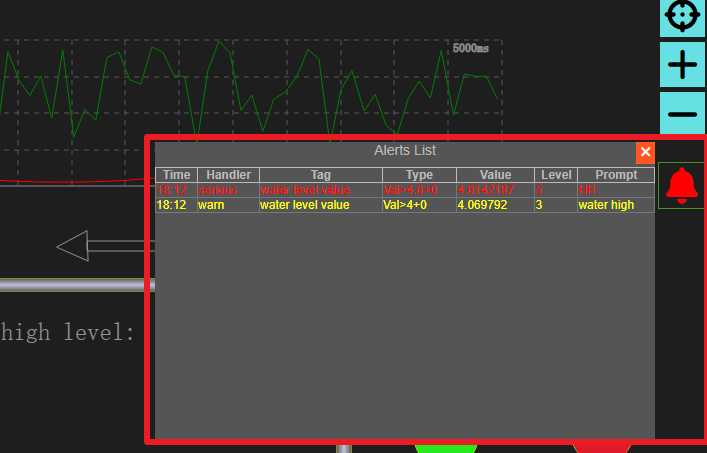 5000ms
Alerts List
Time Handler Tag Type Value Level Prompt
18:12 serious water level value Val>4.6+0 4.6142187 5 HH
18:12 warn water level value Val>4+0 4.069792 3 water high
high level: